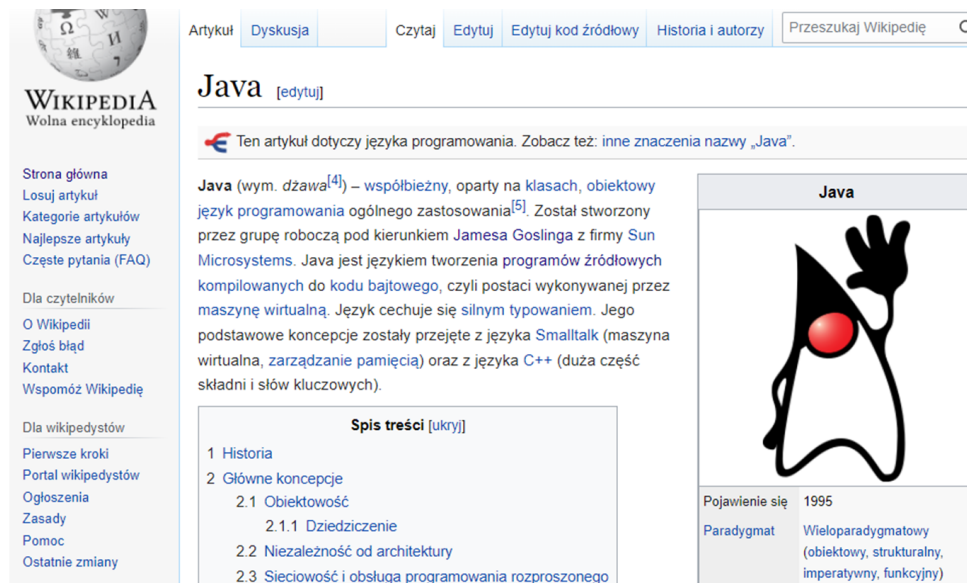 Ω
И
WIKIPEDIA
Wolna encyklopedia
Strona główna
Losuj artykuł
Kategorie artykułów
Najlepsze artykuły
Częste pytania (FAQ)
Dla czytelników
O Wikipedii
Zgłoś błąd
Kontakt
Wspomóż Wikipedię
Dla wikipedystów
Pierwsze kroki
Portal wikipedystów
Ogłoszenia
Zasady
Pomoc
Ostatnie zmiany
Artykuł Dyskusja Czytaj Edytuj Edytuj kod źródłowy Historia i autorzy Przeszukaj Wikipedię
Java [edytuj]
Ten artykuł dotyczy języka programowania. Zobacz też: inne znaczenia nazwy „Java”.
Java (wym. dżawa[4]) – współbieżny, oparty na klasach, obiektowy
język programowania ogólnego zastosowania[5]. Został stworzony
przez grupę roboczą pod kierunkiem Jamesa Goslinga z firmy Sun
Microsystems. Java jest językiem tworzenia programów źródłowych
kompilowanych do kodu bajtowego, czyli postaci wykonywanej przez
maszynę wirtualną. Język cechuje się silnym typowaniem. Jego
podstawowe koncepcje zostały przejęte z języka Smalltalk (maszyna
wirtualna, zarządzanie pamięcią) oraz z języka C++ (duża część
składni i słów kluczowych).
Spis treści [ukryj]
1 Historia
2 Główne koncepcje
2.1 Obiektowość
2.1.1 Dziedziczenie
2.2 Niezależność od architektury
2.3 Sieciowość i obsługa programowania rozproszonego
Java
Pojawienie się 1995
Paradygmat Wieloparadygmatowy
(obiektowy, strukturalny,
imperatywny, funkcyjny)